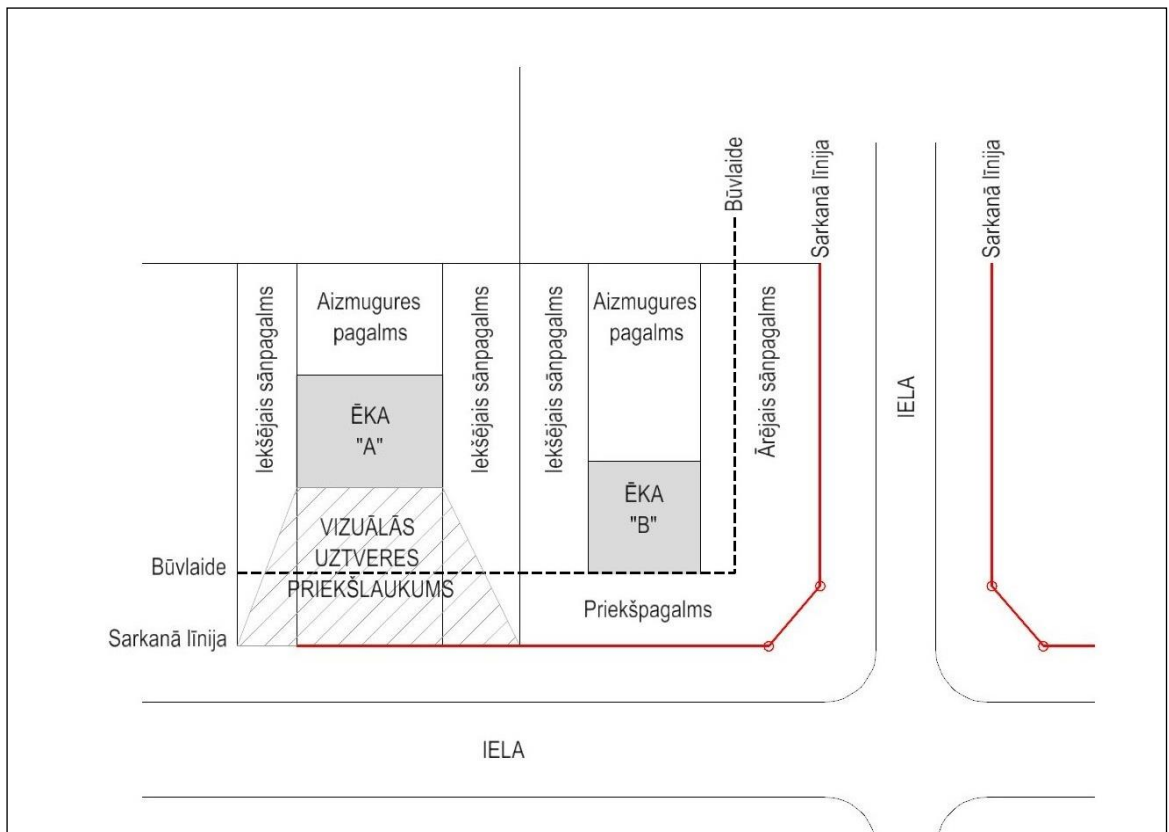 Būvlaide
Sarkanā līnija
Sarkanā līnija
Iekšējais sānpagalms
Aizmugures
pagalms
Iekšējais sānpagalms
Iekšējais sānpagalms
Aizmugures
pagalms
Ārējais sānpagalms
IELA
ĒKA
"A"
ĒKA
"B"
VIZUĀLĀS
UZTVERES
PRIEKŠLAUKUMS
Būvlaide
Priekšpagalms
Sarkanā līnija
IELA